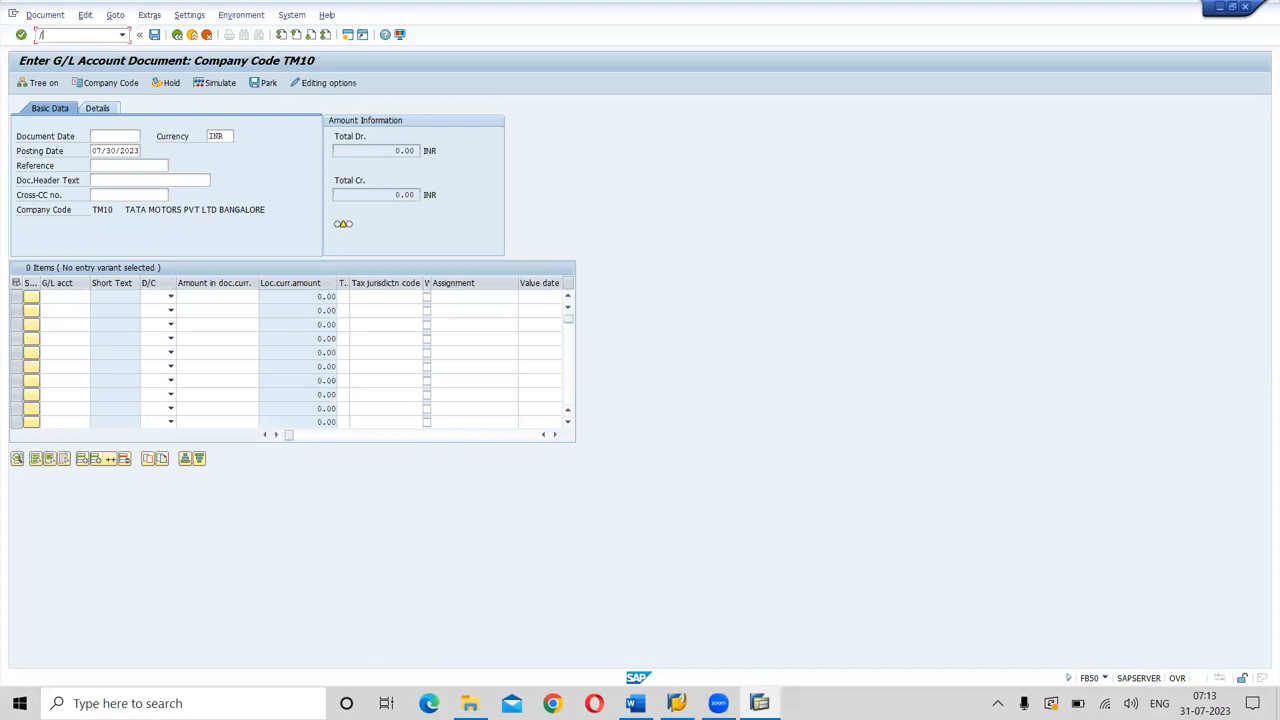 Document Edit Goto Extras Settings Environment System Help
/
Enter G/L Account Document: Company Code TM10
Tree on Company Code Hold Simulate Park Editing options
Basic Data Details
Amount Information
Document Date Currency INR
Total Dr.
Posting Date 07/30/2023
0.00 INR
Reference
Doc.Header Text
Total Cr.
Cross-CC no.
0.00 INR
Company Code TM10 TATA MOTORS PVT LTD BANGALORE
0 Items ( No entry variant selected )
S... G/L acct Short Text D/C Amount in doc.curr. Loc.curr.amount T.. Tax jurisdictn code V Assignment Value date
0.00
0.00
0.00
0.00
0.00
0.00
0.00
0.00
0.00
0.00
SAP
FB50 SAPSERVER OVR
Type here to search
ENG
07:13
31-07-2023